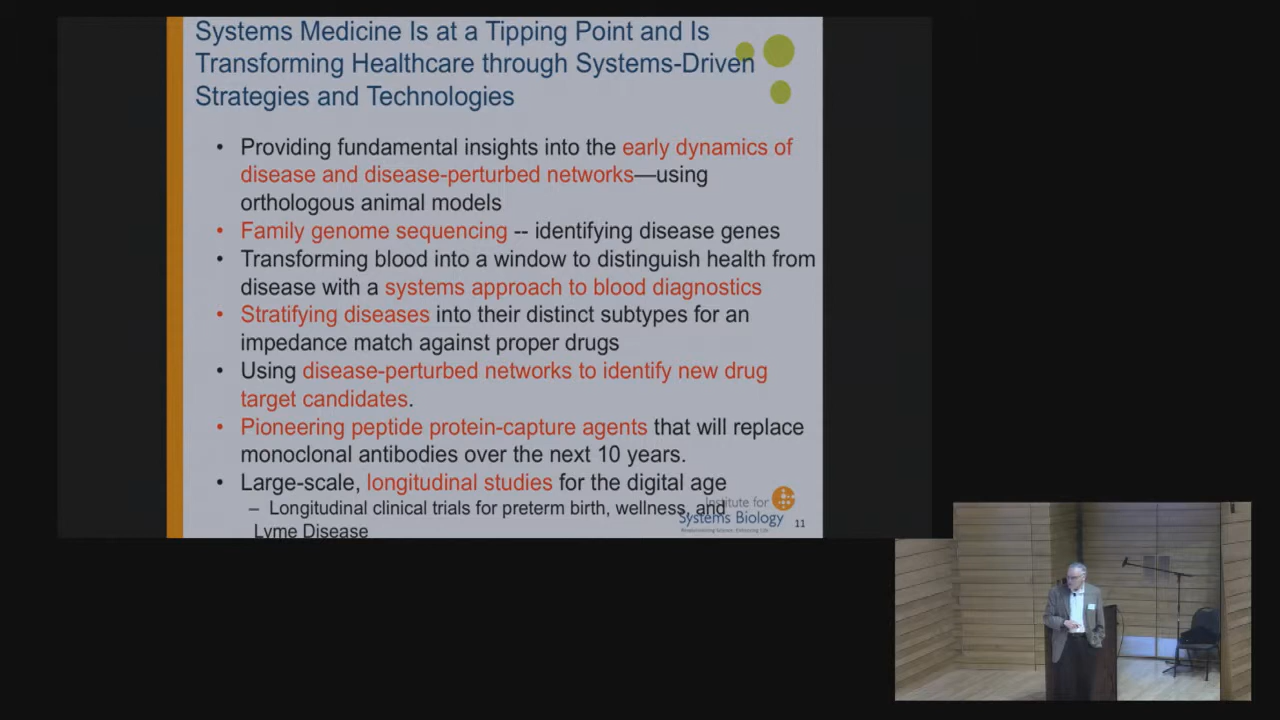 Systems Medicine Is at a Tipping Point and Is
Transforming Healthcare through Systems-Driven
Strategies and Technologies
• Providing fundamental insights into the early dynamics of
disease and disease-perturbed networks—using
orthologous animal models
• Family genome sequencing -- identifying disease genes
• Transforming blood into a window to distinguish health from
disease with a systems approach to blood diagnostics
• Stratifying diseases into their distinct subtypes for an
impedance match against proper drugs
• Using disease-perturbed networks to identify new drug
target candidates.
• Pioneering peptide protein-capture agents that will replace
monoclonal antibodies over the next 10 years.
• Large-scale, longitudinal studies for the digital age
– Longitudinal clinical trials for preterm birth, wellness, and
Lyme Disease
Institute for
Systems Biology
11